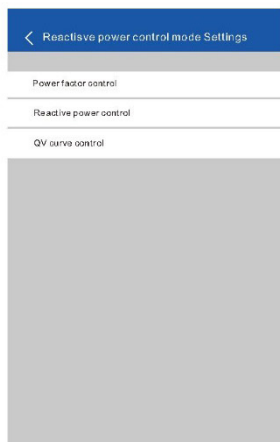 Reactisve power control mode Settings
Power factor control
Reactive power control
QV curve control